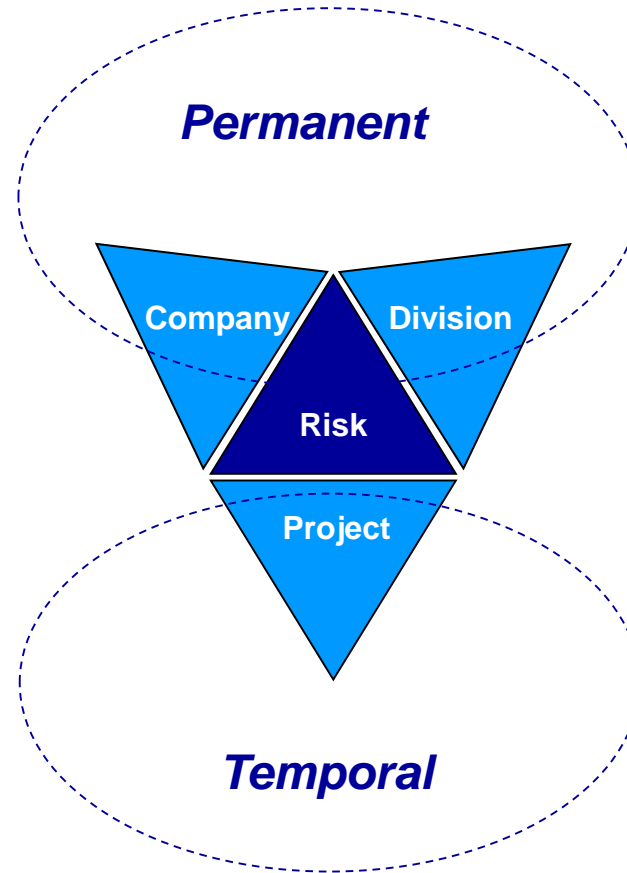 Permanent
Company
Division
Risk
Project
Temporal